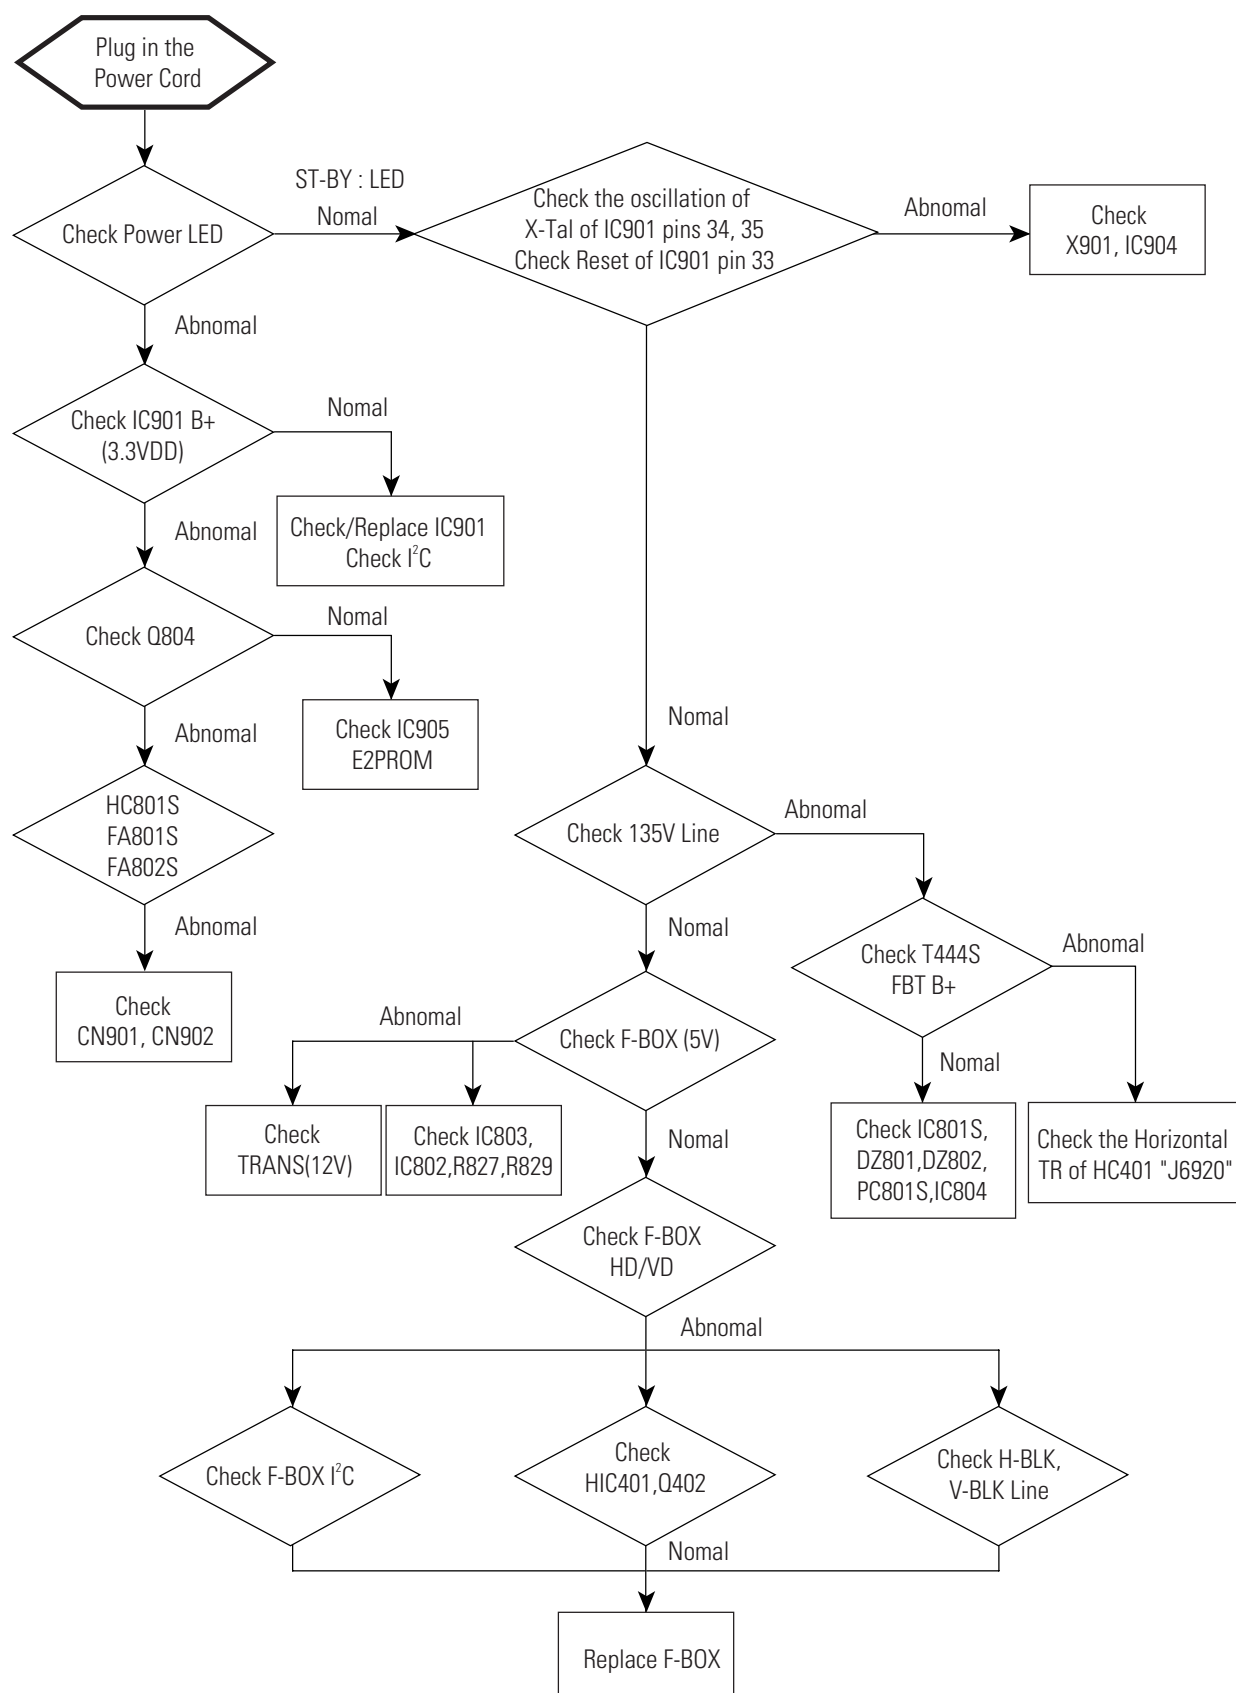 Plug in the
Power Cord
Check Power LED
ST-BY : LED
Nomal
Check the oscillation of
X-Tal of IC901 pins 34, 35
Check Reset of IC901 pin 33
Abnomal
Check
X901, IC904
Abnomal
Check IC901 B+
(3.3VDD)
Nomal
Check/Replace IC901
Check I²C
Abnomal
Check Q804
Nomal
Check IC905
E2PROM
Abnomal
HC801S
FA801S
FA802S
Abnomal
Check
CN901, CN902
Nomal
Check 135V Line
Abnomal
Check T444S
FBT B+
Abnomal
Check the Horizontal
TR of HC401 "J6920"
Nomal
Check IC801S,
DZ801,DZ802,
PC801S,IC804
Nomal
Check F-BOX (5V)
Abnomal
Check
TRANS(12V)
Check IC803,
IC802,R827,R829
Nomal
Check F-BOX
HD/VD
Abnomal
Check F-BOX I²C
Check
HIC401,Q402
Check H-BLK,
V-BLK Line
Nomal
Replace F-BOX